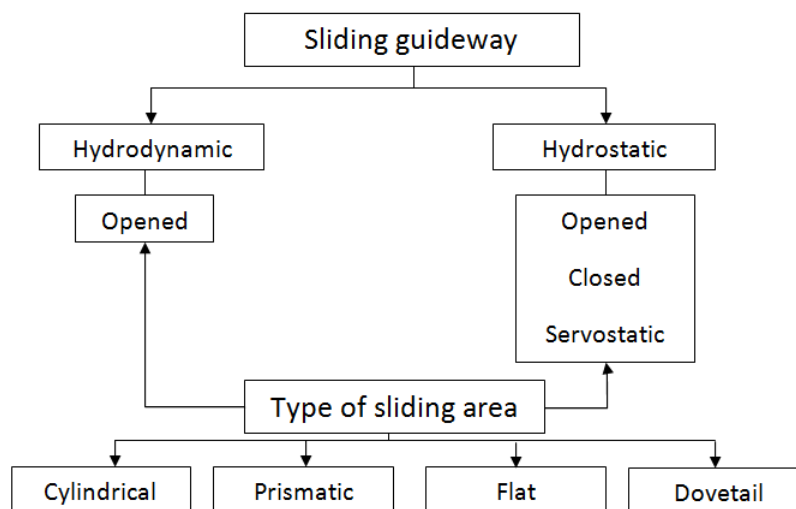 Sliding guideway
Hydrodynamic
Hydrostatic
Opened
Opened
Closed
Servostatic
Type of sliding area
Cylindrical
Prismatic
Flat
Dovetail